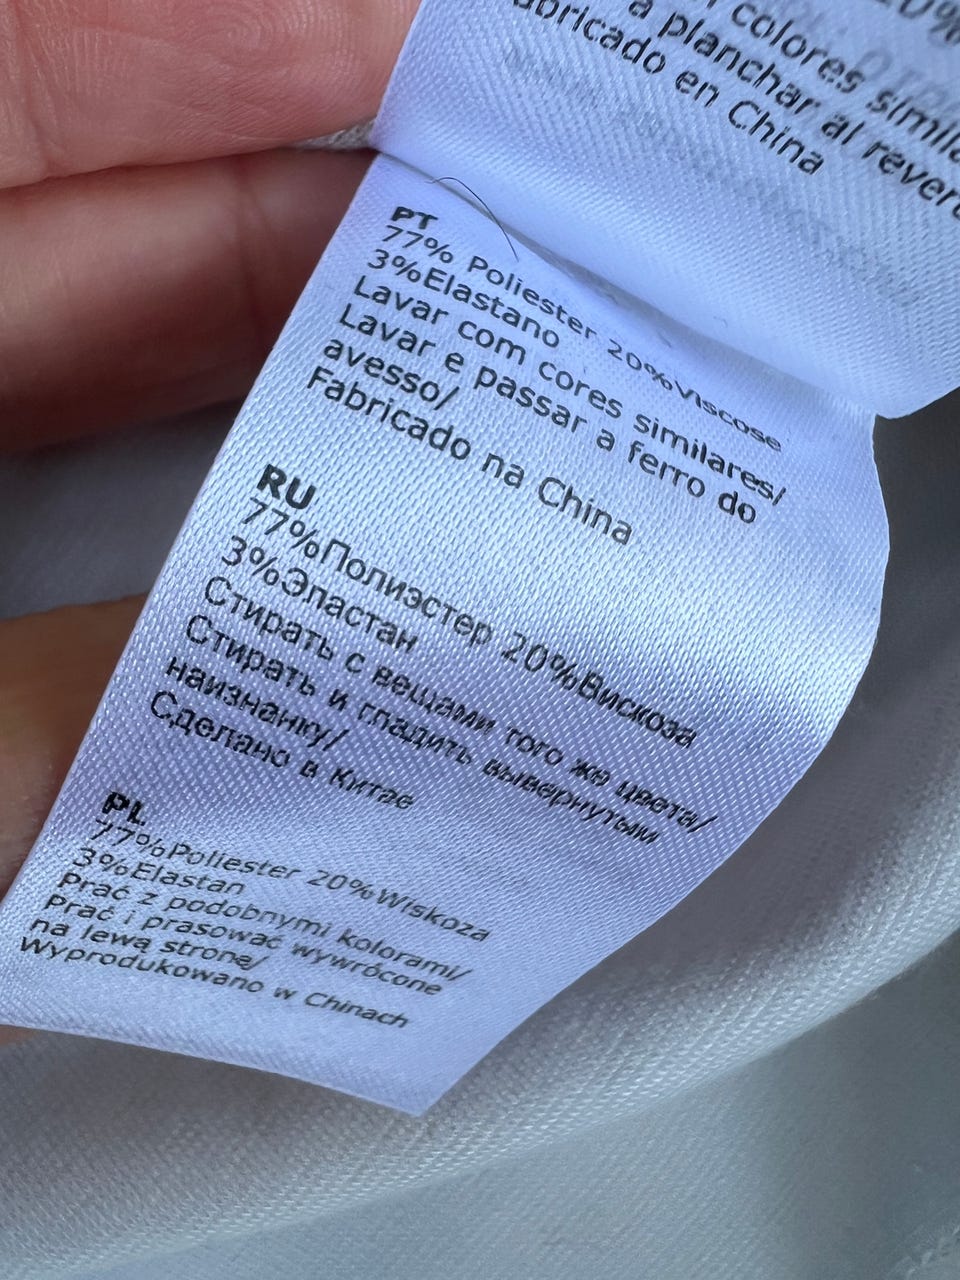 20%
colores simila
a planchar al rever
bricado en China
PT
77% Poliester 20%Viscose
3%Elastano
Lavar com cores similares/
Lavar e passar a ferro do
avesso/
Fabricado na China
RU
77%Полиэстер 20%Вискоза
3%Эластан
Стирать с вещами того же цвета/
Стирать и гладить вывернутым
наизнанку/
Сделано в Китае
PL
77%Poliester 20%Wiskoza
3%Elastan
Prać z podobnymi kolorami/
Prać i prasować wywrócone
na lewą stronę/
Wyprodukowano w Chinach